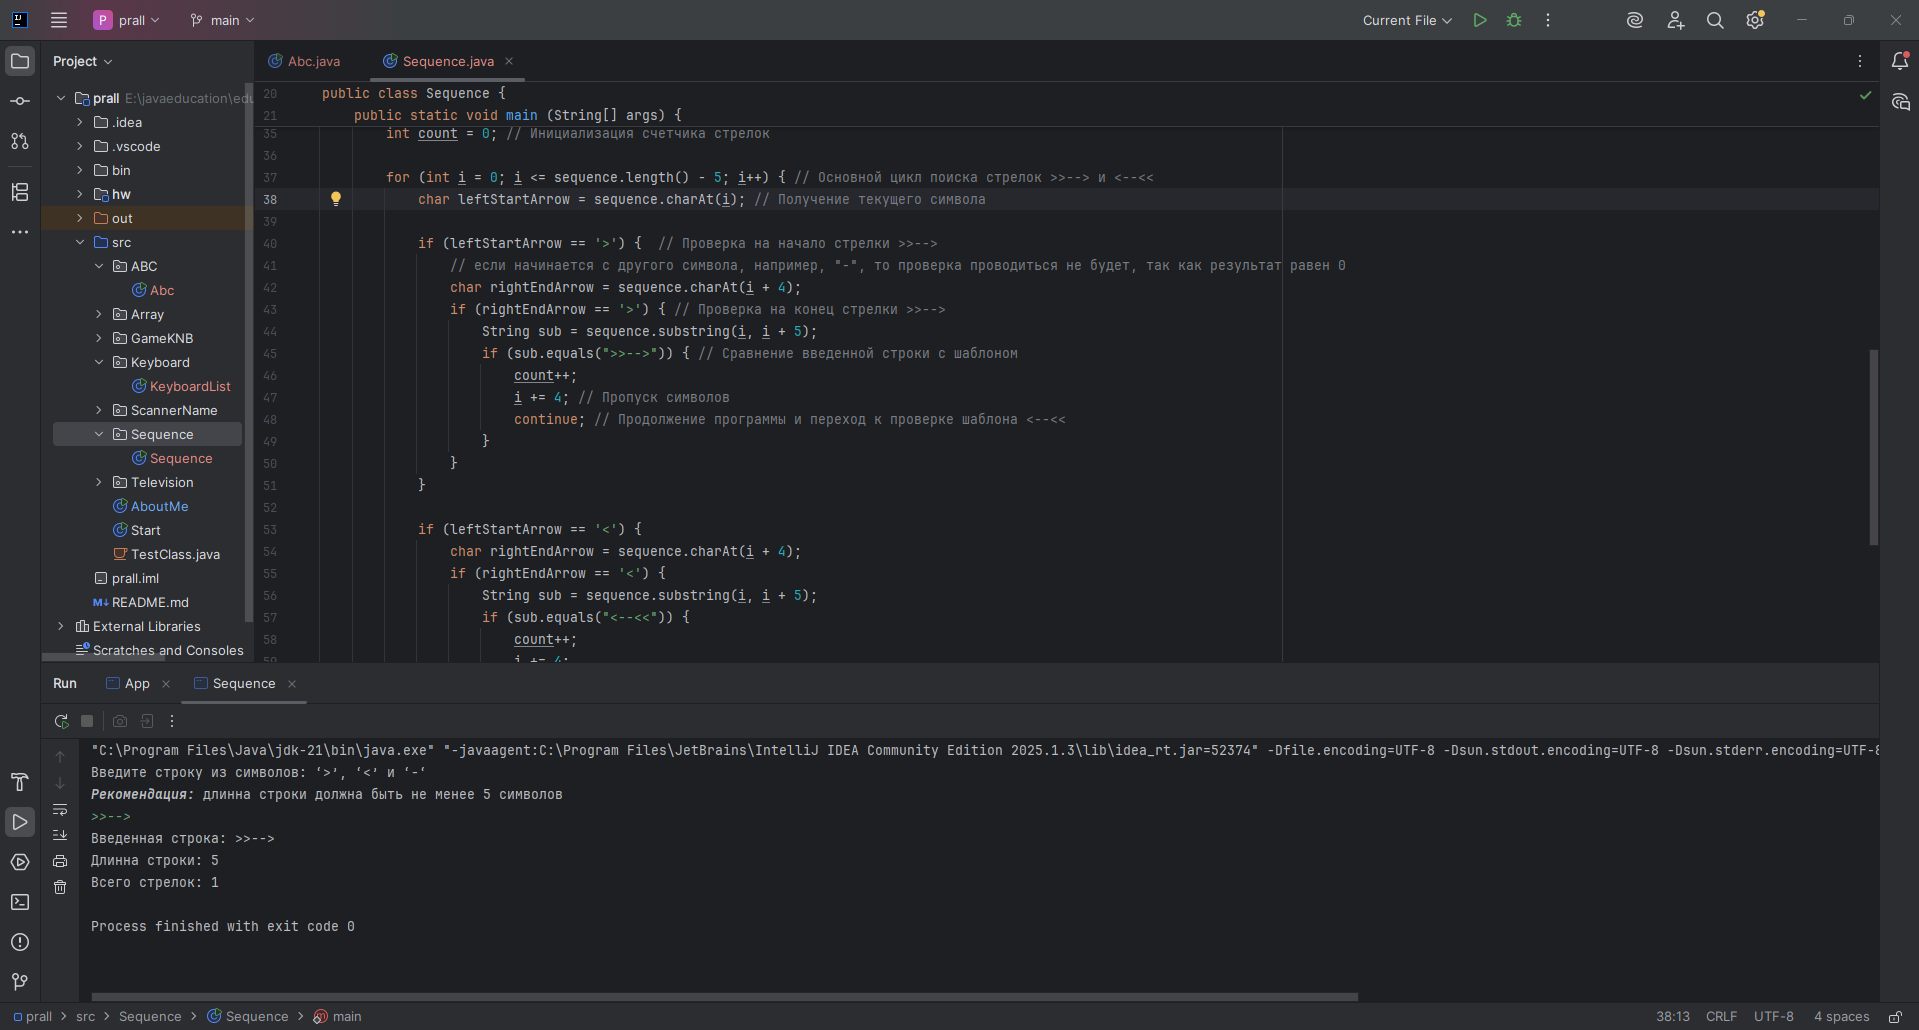 prall
main
Current File
Project
Abc.java
Sequence.java
prall E:\javaeducation\edu
.idea
.vscode
bin
hw
out
src
ABC
Abc
Array
GameKNB
Keyboard
KeyboardList
ScannerName
Sequence
Sequence
Television
AboutMe
Start
TestClass.java
prall.iml
README.md
External Libraries
Scratches and Consoles
20 public class Sequence {
21 public static void main (String[] args) {
35 int count = 0; // Инициализация счетчика стрелок
36
37 for (int i = 0; i <= sequence.length() - 5; i++) { // Основной цикл поиска стрелок >>--> и <--<<
38 char leftStartArrow = sequence.charAt(i); // Получение текущего символа
39
40 if (leftStartArrow == '>') {  // Проверка на начало стрелки >>-->
41 // если начинается с другого символа, например, "-", то проверка проводиться не будет, так как результат равен 0
42 char rightEndArrow = sequence.charAt(i + 4);
43 if (rightEndArrow == '>') { // Проверка на конец стрелки >>-->
44 String sub = sequence.substring(i, i + 5);
45 if (sub.equals(">>-->")) { // Сравнение введенной строки с шаблоном
46 count++;
47 i += 4; // Пропуск символов
48 continue; // Продолжение программы и переход к проверке шаблона <--<<
49 }
50 }
51 }
52
53 if (leftStartArrow == '<') {
54 char rightEndArrow = sequence.charAt(i + 4);
55 if (rightEndArrow == '<') {
56 String sub = sequence.substring(i, i + 5);
57 if (sub.equals("<--<<")) {
58 count++;
59 i += 4;
Run
App
Sequence
"C:\Program Files\Java\jdk-21\bin\java.exe" "-javaagent:C:\Program Files\JetBrains\IntelliJ IDEA Community Edition 2025.1.3\lib\idea_rt.jar=52374" -Dfile.encoding=UTF-8 -Dsun.stdout.encoding=UTF-8 -Dsun.stderr.encoding=UTF-8
Введите строку из символов: ‘>’, ‘<’ и ‘-‘
Рекомендация: длинна строки должна быть не менее 5 символов
>>-->
Введенная строка: >>-->
Длинна строки: 5
Всего стрелок: 1
Process finished with exit code 0
prall > src > Sequence > Sequence > main
38:13 CRLF UTF-8 4 spaces